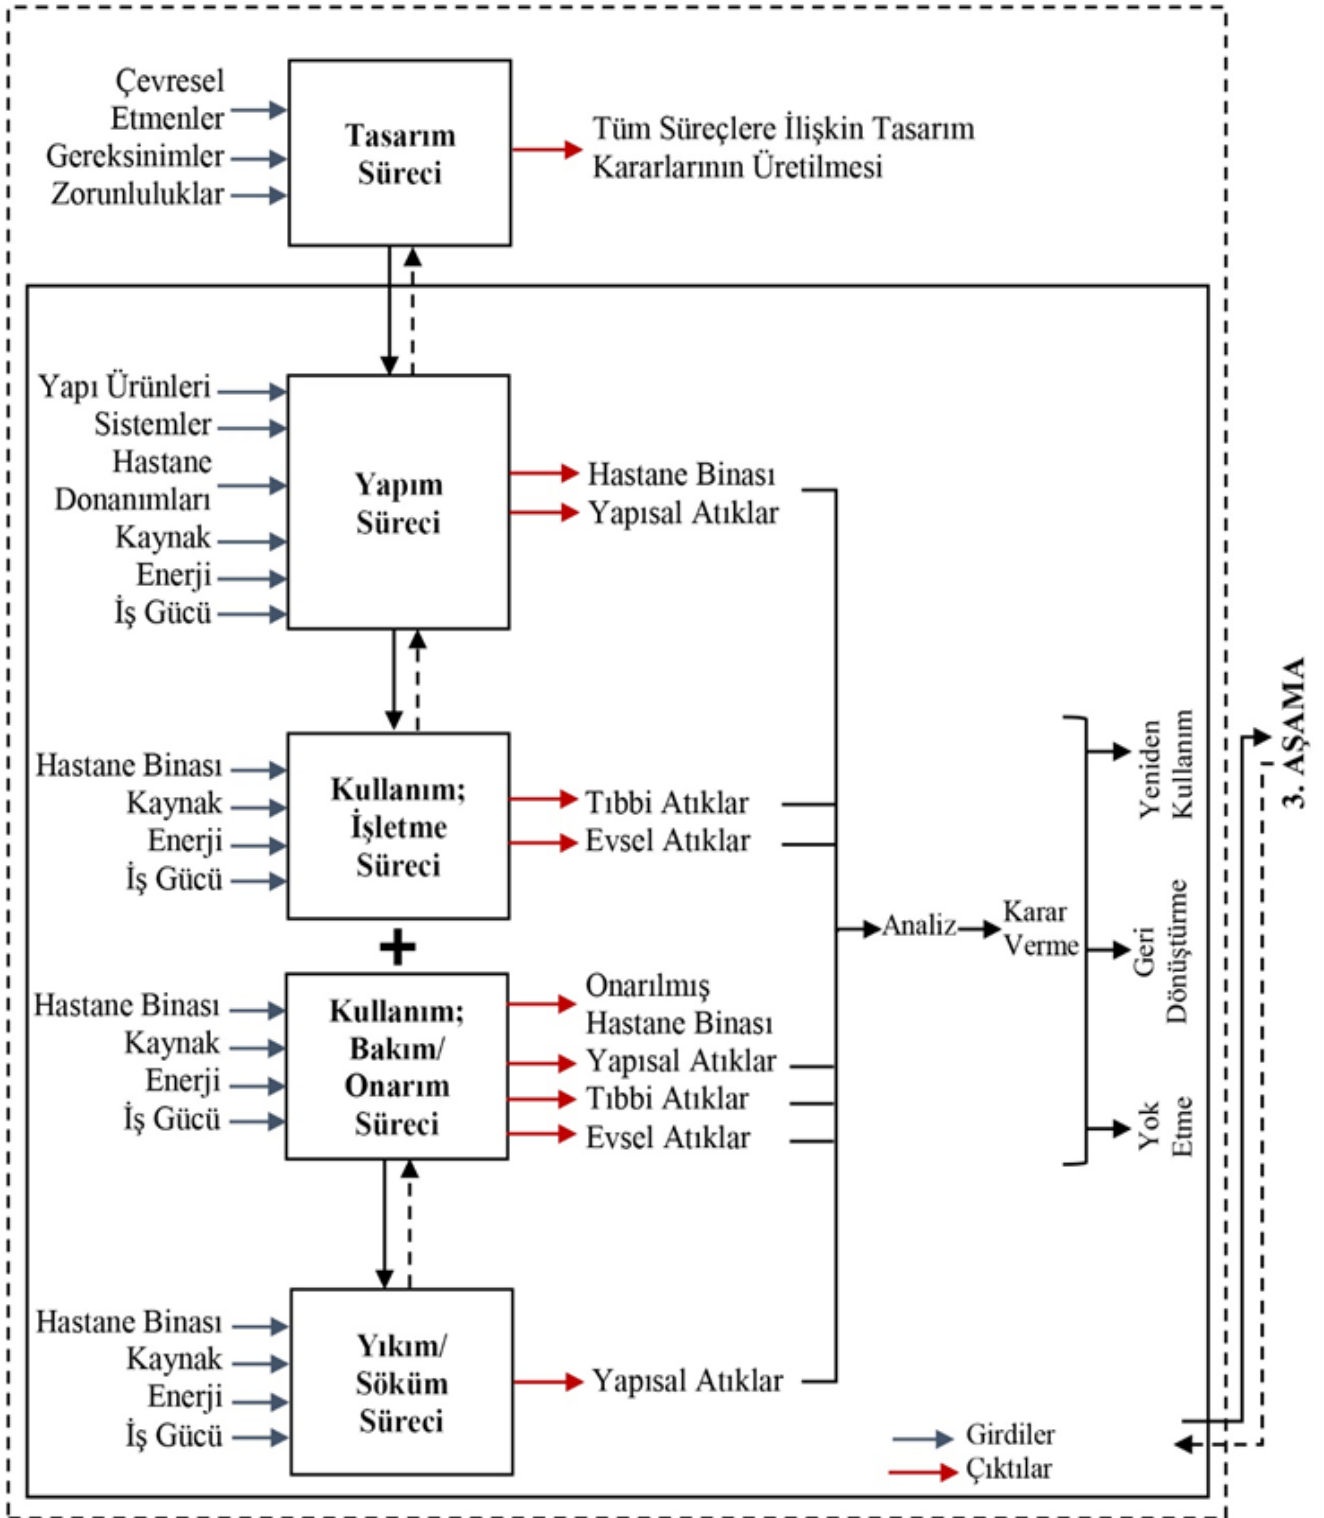 Çevresel
Etmenler
Gereksinimler
Zorunluluklar
Tasarım
Süreci
Tüm Süreçlere İlişkin Tasarım
Kararlarının Üretilmesi
Yapı Ürünleri
Sistemler
Hastane
Donanımları
Kaynak
Enerji
İş Gücü
Yapım
Süreci
Hastane Binası
Yapısal Atıklar
Hastane Binası
Kaynak
Enerji
İş Gücü
Kullanım;
İşletme
Süreci
Tıbbi Atıklar
Evsel Atıklar
+
Hastane Binası
Kaynak
Enerji
İş Gücü
Kullanım;
Bakım/
Onarım
Süreci
Onarılmış
Hastane Binası
Yapısal Atıklar
Tıbbi Atıklar
Evsel Atıklar
Hastane Binası
Kaynak
Enerji
İş Gücü
Yıkım/
Söküm
Süreci
Yapısal Atıklar
Analiz
Karar
Verme
Yeniden
Kullanım
Geri
Dönüştürme
Yok
Etme
3. AŞAMA
Girdiler
Çıktılar